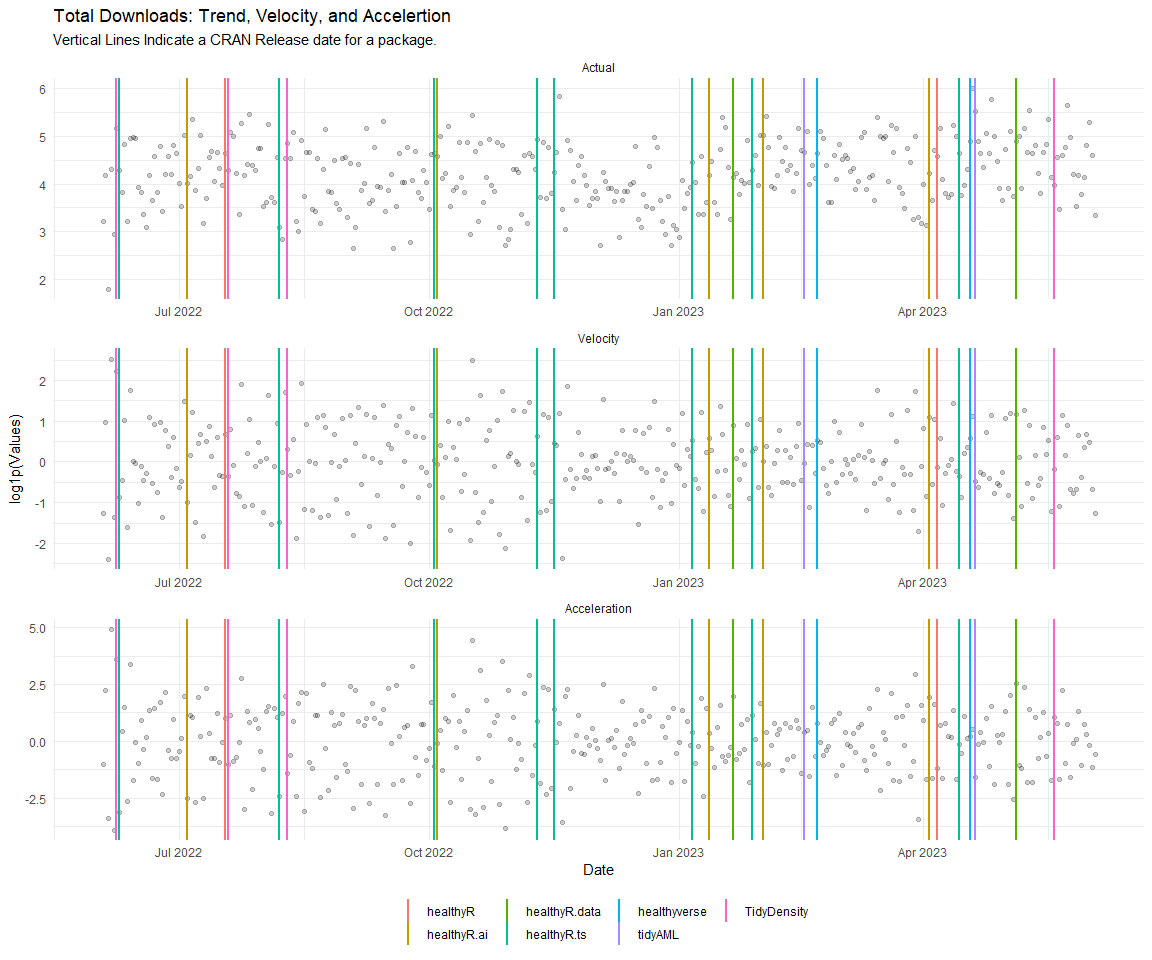 Total Downloads: Trend, Velocity, and Accelertion
Vertical Lines Indicate a CRAN Release date for a package.
Actual
6
5
4
3
2
Jul 2022 Oct 2022 Jan 2023 Apr 2023
Velocity
2
1
0
-1
-2
Jul 2022 Oct 2022 Jan 2023 Apr 2023
Acceleration
5.0
2.5
0.0
-2.5
Jul 2022 Oct 2022 Jan 2023 Apr 2023
log1p(Values)
Date
healthyR healthyR.data healthyverse TidyDensity
healthyR.ai healthyR.ts tidyAML